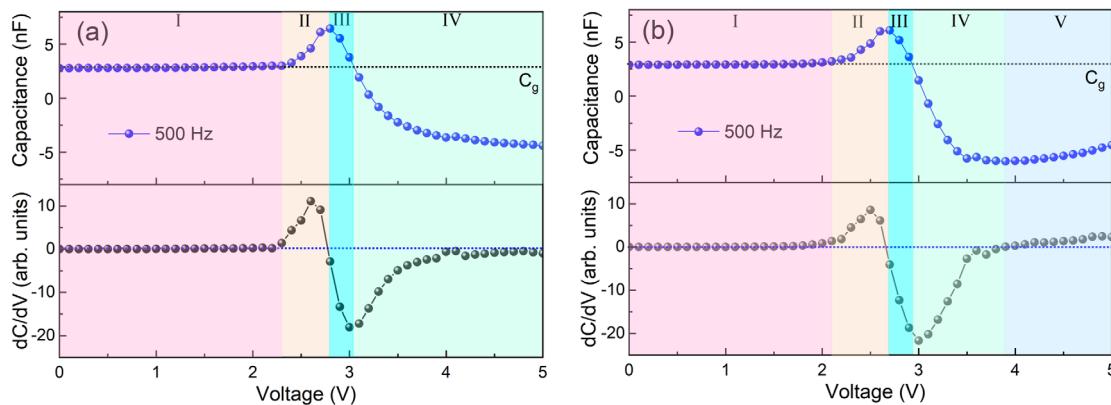 I II III IV
(a)
Capacitance (nF)
5
0
-5
C_g
500 Hz
dC/dV (arb. units)
10
0
-10
-20
0 1 2 3 4 5
Voltage (V)
I II III IV V
(b)
Capacitance (nF)
5
0
-5
C_g
500 Hz
dC/dV (arb. units)
10
0
-10
-20
0 1 2 3 4 5
Voltage (V)